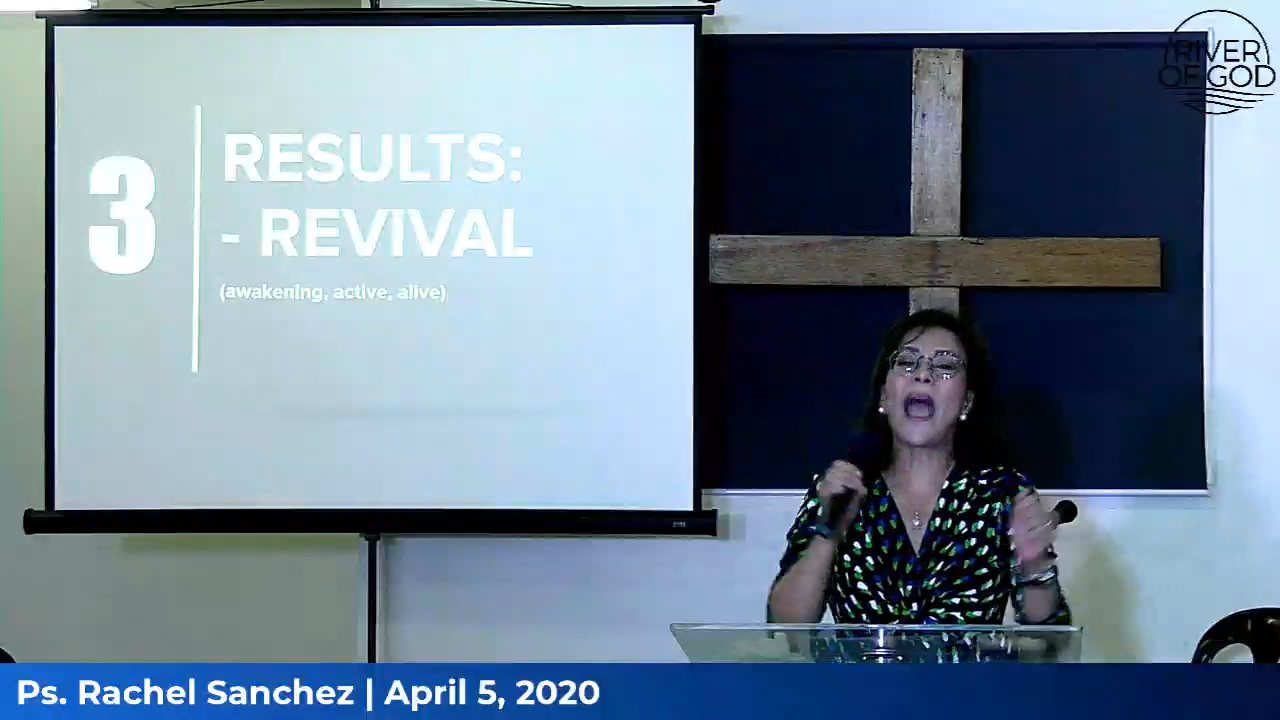 RIVER
OF GOD
3
RESULTS:
- REVIVAL
(awakening, active, alive)
Ps. Rachel Sanchez | April 5, 2020